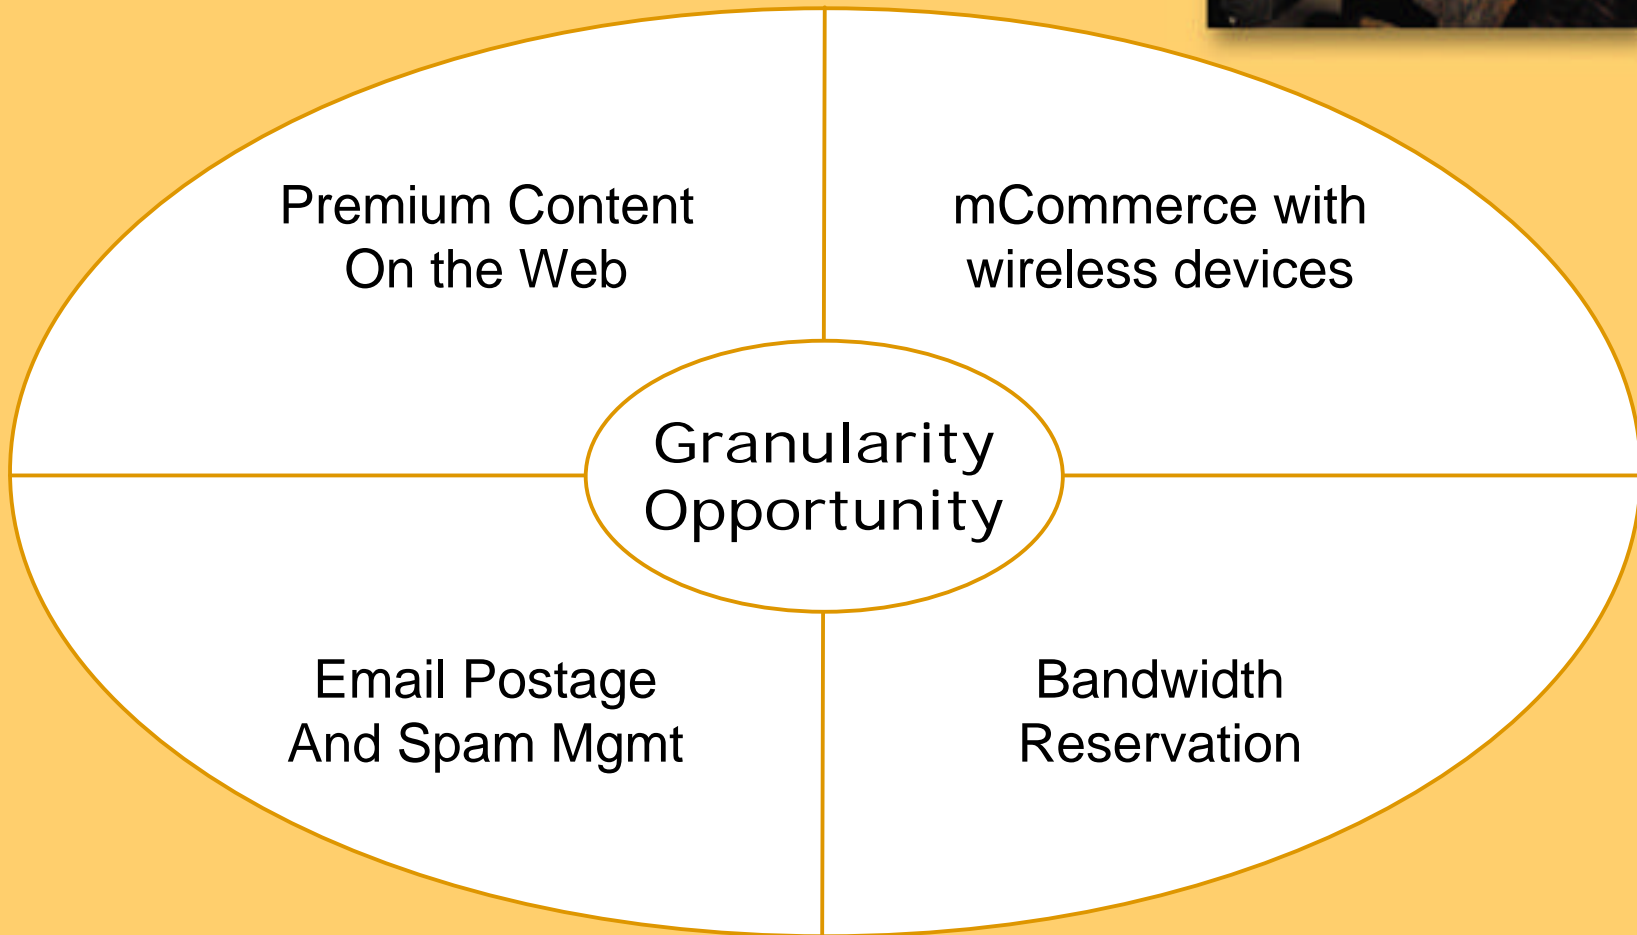 Premium Content
On the Web
mCommerce with
wireless devices
Granularity
Opportunity
Email Postage
And Spam Mgmt
Bandwidth
Reservation